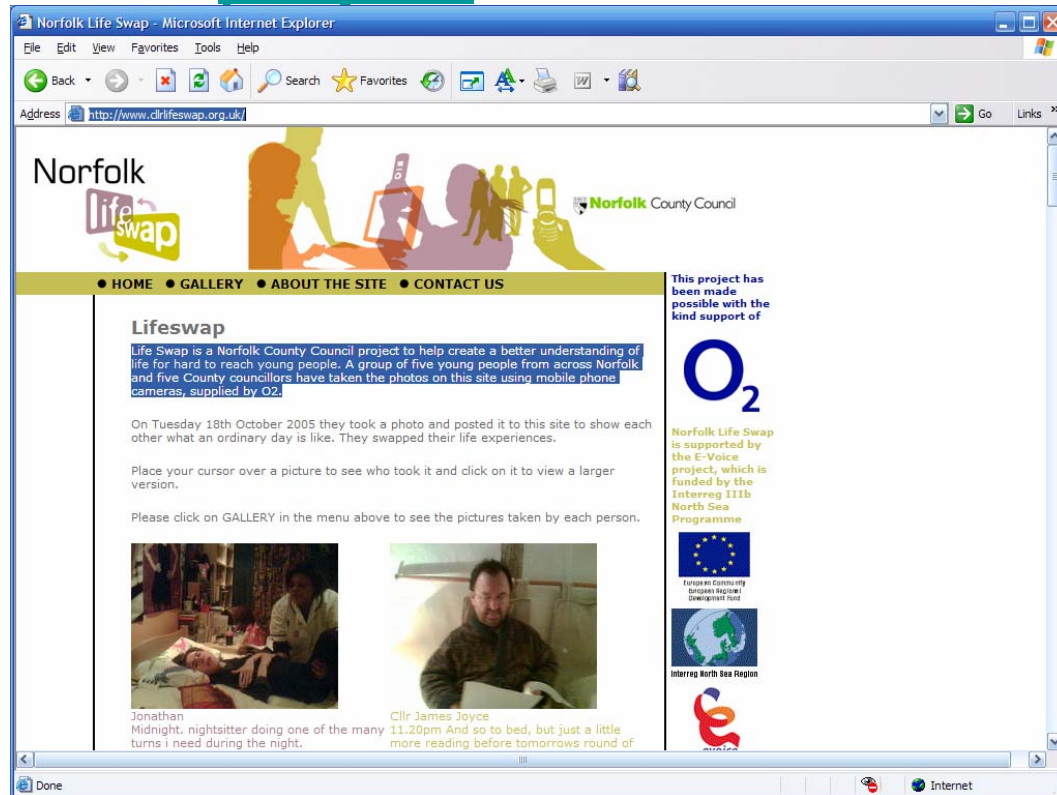 Norfolk Life Swap - Microsoft Internet Explorer
File Edit View Favorites Tools Help
Back Search Favorites
Address http://www.cllrlifeswap.org.uk/ Go Links »
Norfolk
life
swap
Norfolk County Council
HOME GALLERY ABOUT THE SITE CONTACT US
Lifeswap
Life Swap is a Norfolk County Council project to help create a better understanding of
life for hard to reach young people. A group of five young people from across Norfolk
and five County councillors have taken the photos on this site using mobile phone
cameras, supplied by O2.
On Tuesday 18th October 2005 they took a photo and posted it to this site to show each
other what an ordinary day is like. They swapped their life experiences.
Place your cursor over a picture to see who took it and click on it to view a larger
version.
Please click on GALLERY in the menu above to see the pictures taken by each person.
Jonathan
Midnight. nightsitter doing one of the many
turns i need during the night.
Cllr James Joyce
11.20pm And so to bed, but just a little
more reading before tomorrows round of
This project has
been made
possible with the
kind support of
O2
Norfolk Life Swap
is supported by
the E-Voice
project, which is
funded by the
Interreg IIIb
North Sea
Programme
European Community
European Regional
Development Fund
Interreg North Sea Region
evoice
Done Internet